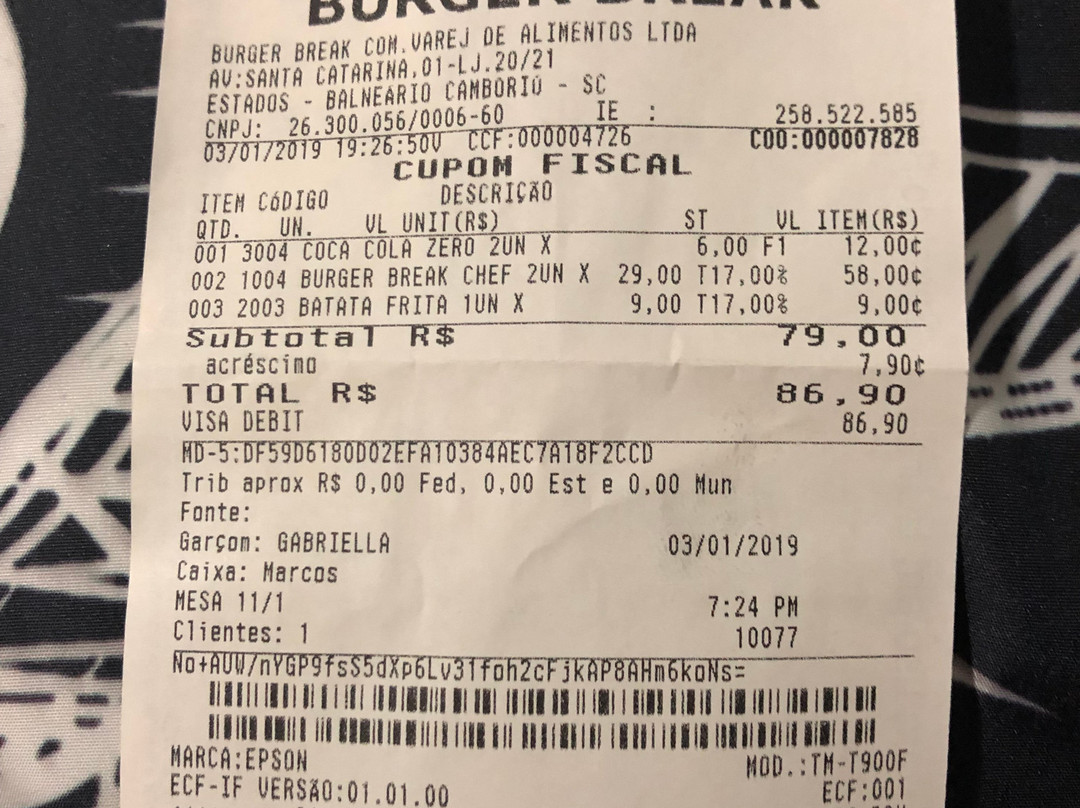 BURGER BREAK
BURGER BREAK COM.VAREJ DE ALIMENTOS LTDA
AV:SANTA CATARINA,01-LJ.20/21
ESTADOS - BALNEARIO CAMBORIÚ - SC
CNPJ: 26.300.056/0006-60 IE : 258.522.585
03/01/2019 19:26:50V CCF:000004726 COO:000007828
CUPOM FISCAL
ITEM CóDIGO DESCRIÇÃO
QTD. UN. VL UNIT(R$) ST VL ITEM(R$)
001 3004 COCA COLA ZERO 2UN X 6,00 F1 12,00¢
002 1004 BURGER BREAK CHEF 2UN X 29,00 T17,00% 58,00¢
003 2003 BATATA FRITA 1UN X 9,00 T17,00% 9,00¢
Subtotal R$ 79,00
acréscimo 7,90¢
TOTAL R$ 86,90
VISA DEBIT 86,90
MD-5:DF59D6180D02EFA10384AEC7A18F2CCD
Trib aprox R$ 0,00 Fed, 0,00 Est e 0,00 Mun
Fonte:
Garçom: GABRIELLA 03/01/2019
Caixa: Marcos
MESA 11/1 7:24 PM
Clientes: 1 10077
No+AUW/nYGP9fsS5dXp6Lv31foh2cFjkAP8AHm6koNs=
MARCA:EPSON MOD.:TM-T900F
ECF-IF VERSÃO:01.01.00 ECF:001